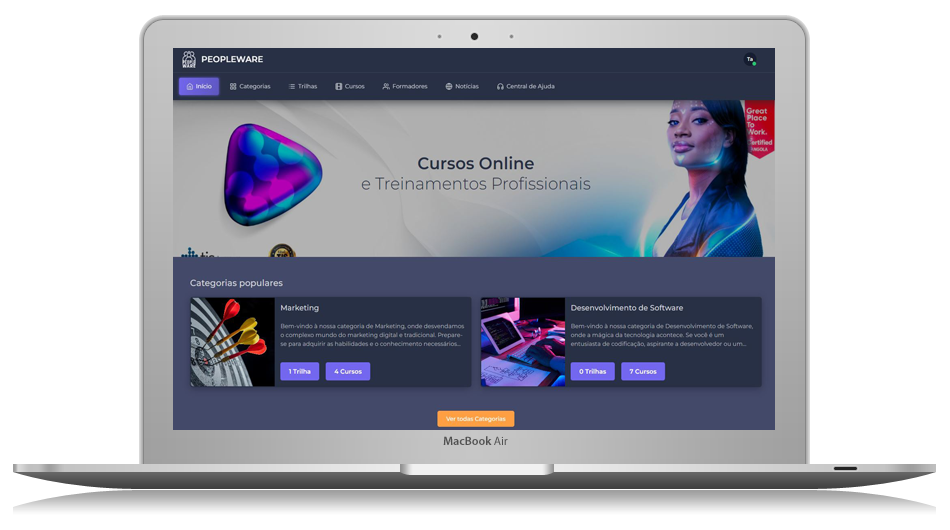 PEOPLEWARE
Ta
Início
Categorias
Trilhas
Cursos
Formadores
Notícias
Central de Ajuda
Great
Place
To
Work.
Certified
ANGOLA
Cursos Online
e Treinamentos Profissionais
Categorias populares
Marketing
Bem-vindo à nossa categoria de Marketing, onde desvendamos
o complexo mundo do marketing digital e tradicional. Prepare-
se para adquirir as habilidades e o conhecimento necessários...
1 Trilha
4 Cursos
Desenvolvimento de Software
Bem-vindo à nossa categoria de Desenvolvimento de Software,
onde a mágica da tecnologia acontece. Se você é um
entusiasta de codificação, aspirante a desenvolvedor ou um...
0 Trilhas
7 Cursos
Ver todas Categorias
MacBook Air